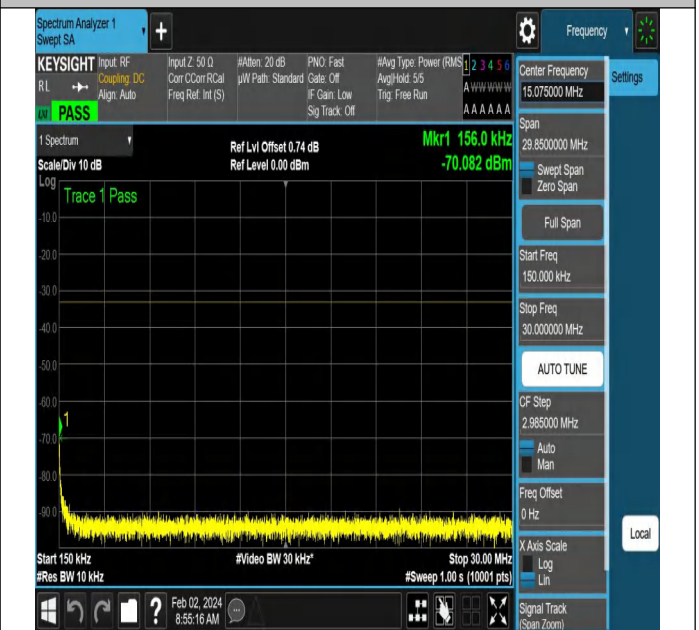 Spectrum Analyzer 1
Swept SA
Frequency
KEYSIGHT
RL
PASS
Input: RF
Coupling: DC
Align: Auto
Input Z: 50 Ω
Corr CCorr RCal
Freq Ref: Int (S)
#Atten: 20 dB
µW Path: Standard
PNO: Fast
Gate: Off
IF Gain: Low
Sig Track: Off
#Avg Type: Power (RMS
Avg|Hold: 5/5
Trig: Free Run
1 2 3 4 5 6
A W W W W W
A A A A A A
1 Spectrum
Scale/Div 10 dB
Ref Lvl Offset 0.74 dB
Ref Level 0.00 dBm
Mkr1 156.0 kHz
-70.082 dBm
Log
Trace 1 Pass
-10.0
-20.0
-30.0
-40.0
-50.0
-60.0
1
-70.0
-80.0
-90.0
Start 150 kHz
#Video BW 30 kHz*
Stop 30.00 MHz
#Res BW 10 kHz
#Sweep 1.00 s (10001 pts)
Center Frequency
15.075000 MHz
Settings
Span
29.8500000 MHz
Swept Span
Zero Span
Full Span
Start Freq
150.000 kHz
Stop Freq
30.000000 MHz
AUTO TUNE
CF Step
2.985000 MHz
Auto
Man
Freq Offset
0 Hz
Local
X Axis Scale
Log
Lin
Signal Track
(Span Zoom)
?
Feb 02, 2024
8:55:16 AM